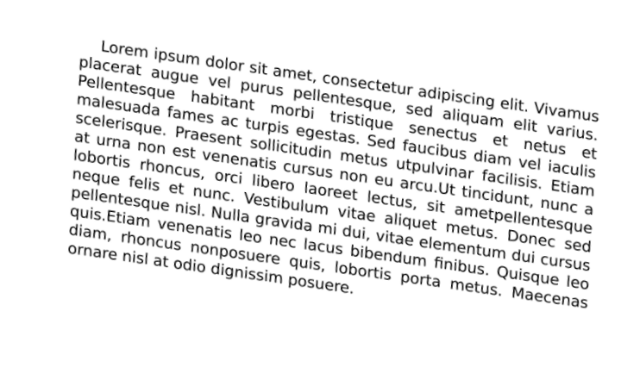 Lorem ipsum dolor sit amet, consectetur adipiscing elit. Vivamus
placerat augue vel purus pellentesque, sed aliquam elit varius.
Pellentesque habitant morbi tristique senectus et netus et
malesuada fames ac turpis egestas. Sed faucibus diam vel iaculis
scelerisque. Praesent sollicitudin metus utpulvinar facilisis. Etiam
at urna non est venenatis cursus non eu arcu.Ut tincidunt, nunc a
lobortis rhoncus, orci libero laoreet lectus, sit ametpellentesque
neque felis et nunc. Vestibulum vitae aliquet metus. Donec sed
pellentesque nisl. Nulla gravida mi dui, vitae elementum dui cursus
quis.Etiam venenatis leo nec lacus bibendum finibus. Quisque leo
diam, rhoncus nonposuere quis, lobortis porta metus. Maecenas
ornare nisl at odio dignissim posuere.